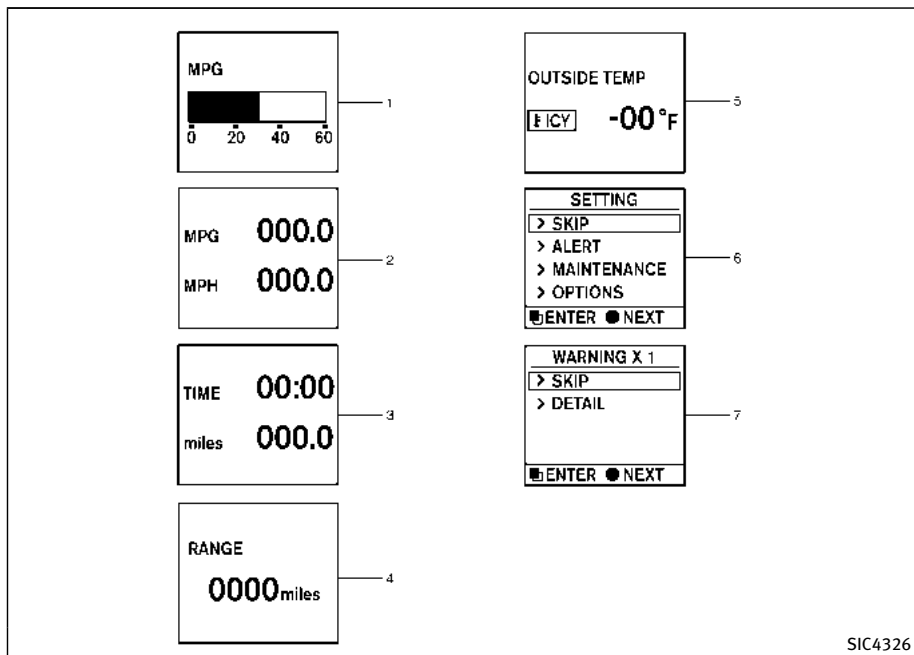 MPG
0 20 40 60
1
MPG 000.0
MPH 000.0
2
TIME 00:00
miles 000.0
3
RANGE
0000 miles
4
OUTSIDE TEMP
ICY -00°F
5
SETTING
> SKIP
> ALERT
> MAINTENANCE
> OPTIONS
ENTER ● NEXT
6
WARNING X 1
> SKIP
> DETAIL
ENTER ● NEXT
7
SIC4326